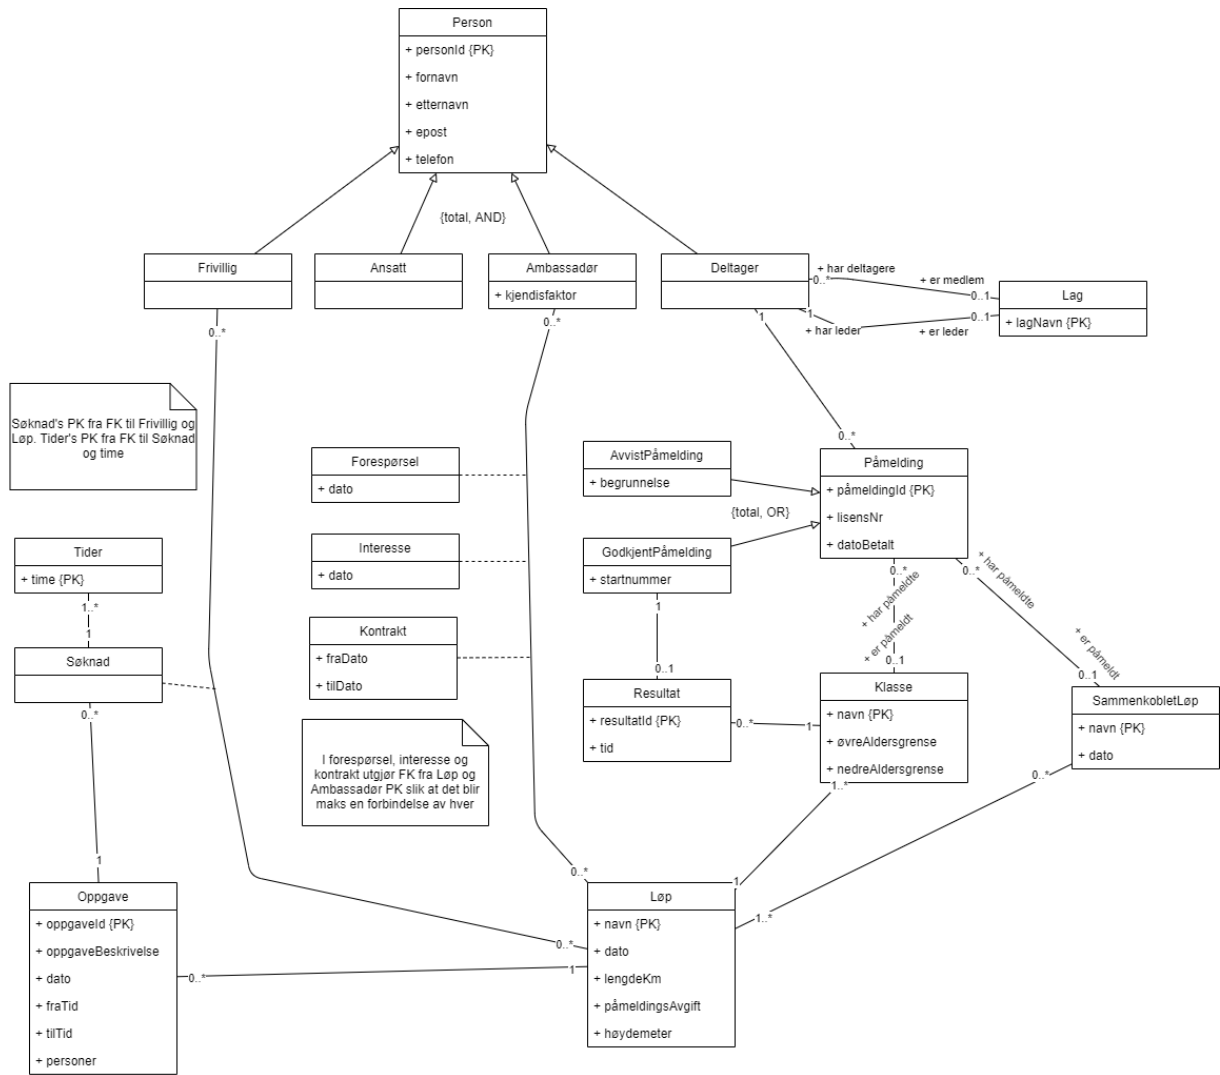 Person
+ personId {PK}
+ fornavn
+ etternavn
+ epost
+ telefon
{total, AND}
Frivillig
Ansatt
Ambassadør
+ kjendisfaktor
Deltager
+ har deltagere
0..*
+ er medlem
0..1
1
+ har leder
0..1
+ er leder
Lag
+ lagNavn {PK}
0..*
0..*
1
Søknad's PK fra FK til Frivillig og
Løp. Tider's PK fra FK til Søknad
og time
Forespørsel
+ dato
AvvistPåmelding
+ begrunnelse
0..*
Påmelding
+ påmeldingId {PK}
+ lisensNr
+ datoBetalt
{total, OR}
Tider
+ time {PK}
Interesse
+ dato
GodkjentPåmelding
+ startnummer
0..*
+ har påmeldte
+ er påmeldt
0..1
0..*
+ har påmeldte
+ er påmeldt
0..1
1..*
1
1
0..1
Søknad
0..*
Kontrakt
+ fraDato
+ tilDato
Resultat
+ resultatId {PK}
+ tid
0..*
1
Klasse
+ navn {PK}
+ øvreAldersgrense
+ nedreAldersgrense
SammenkobletLøp
+ navn {PK}
+ dato
I forespørsel, interesse og
kontrakt utgjør FK fra Løp og
Ambassadør PK slik at det blir
maks en forbindelse av hver
1..*
0..*
1
0..*
1
1..*
Oppgave
+ oppgaveId {PK}
+ oppgaveBeskrivelse
+ dato
+ fraTid
+ tilTid
+ personer
0..*
0..*
1
Løp
+ navn {PK}
+ dato
+ lengdeKm
+ påmeldingsAvgift
+ høydemeter